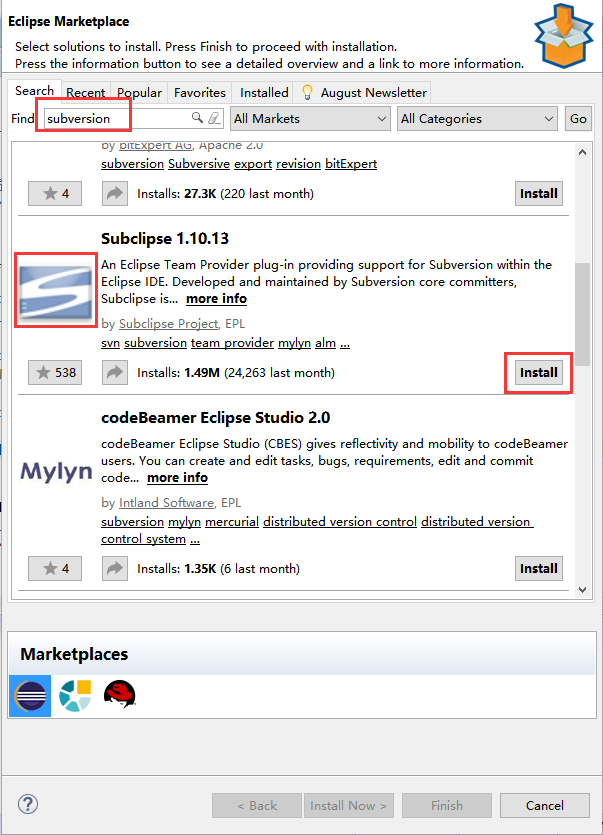 Eclipse Marketplace
Select solutions to install. Press Finish to proceed with installation.
Press the information button to see a detailed overview and a link to more information.
Search Recent Popular Favorites Installed August Newsletter
Find: subversion All Markets All Categories Go
by bitExpert AG, Apache 2.0
subversion Subversive export revision bitExpert
4 Installs: 27.3K (220 last month) Install
Subclipse 1.10.13
An Eclipse Team Provider plug-in providing support for Subversion within the
Eclipse IDE. Developed and maintained by Subversion core committers,
Subclipse is... more info
by Subclipse Project, EPL
svn subversion team provider mylyn alm ...
538 Installs: 1.49M (24,263 last month) Install
codeBeamer Eclipse Studio 2.0
codeBeamer Eclipse Studio (CBES) gives reflectivity and mobility to codeBeamer
users. You can create and edit tasks, bugs, requirements, edit and commit
code... more info
Mylyn
by Intland Software, EPL
subversion mylyn mercurial distributed version control distributed version
control system ...
4 Installs: 1.35K (6 last month) Install
Marketplaces
? < Back Install Now > Finish Cancel